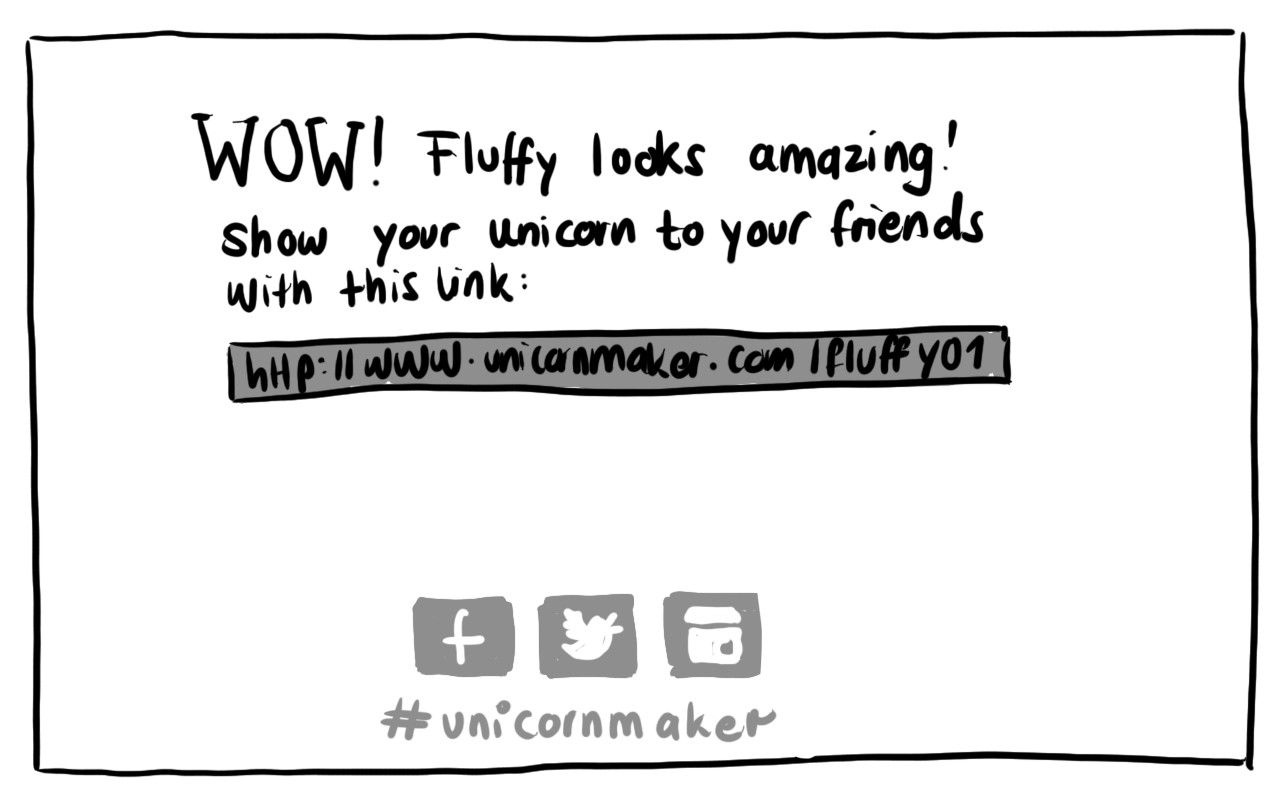 WOW! Fluffy looks amazing!
show your unicorn to your friends
with this link:
http://www.unicornmaker.com/fluffy01
f
#unicornmaker